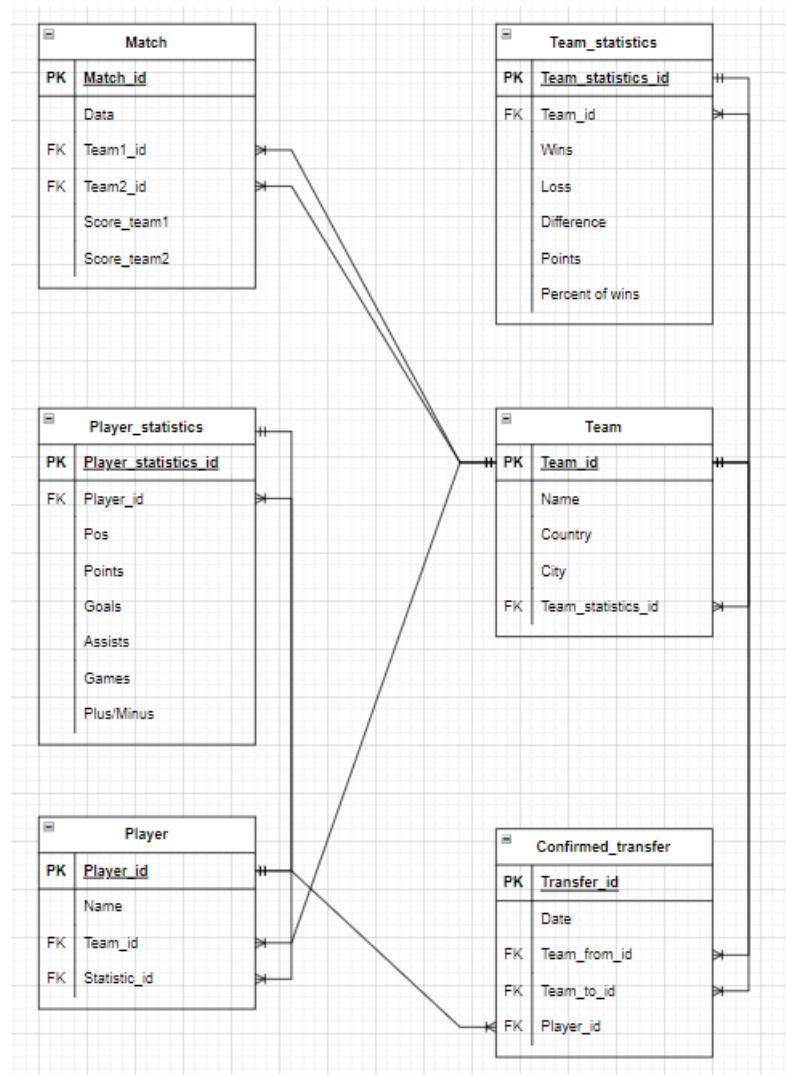 Match
PK Match_id
Data
FK Team1_id
FK Team2_id
Score_team1
Score_team2
Team_statistics
PK Team_statistics_id
FK Team_id
Wins
Loss
Difference
Points
Percent of wins
Player_statistics
PK Player_statistics_id
FK Player_id
Pos
Points
Goals
Assists
Games
Plus/Minus
Team
PK Team_id
Name
Country
City
FK Team_statistics_id
Player
PK Player_id
Name
FK Team_id
FK Statistic_id
Confirmed_transfer
PK Transfer_id
Date
FK Team_from_id
FK Team_to_id
FK Player_id